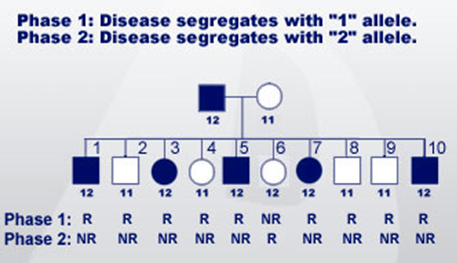 Phase 1: Disease segregates with "1" allele.
Phase 2: Disease segregates with "2" allele.
12 11
1 2 3 4 5 6 7 8 9 10
12 11 12 11 12 12 12 11 11 12
Phase 1: R R R R R NR R R R R
Phase 2: NR NR NR NR NR R NR NR NR NR